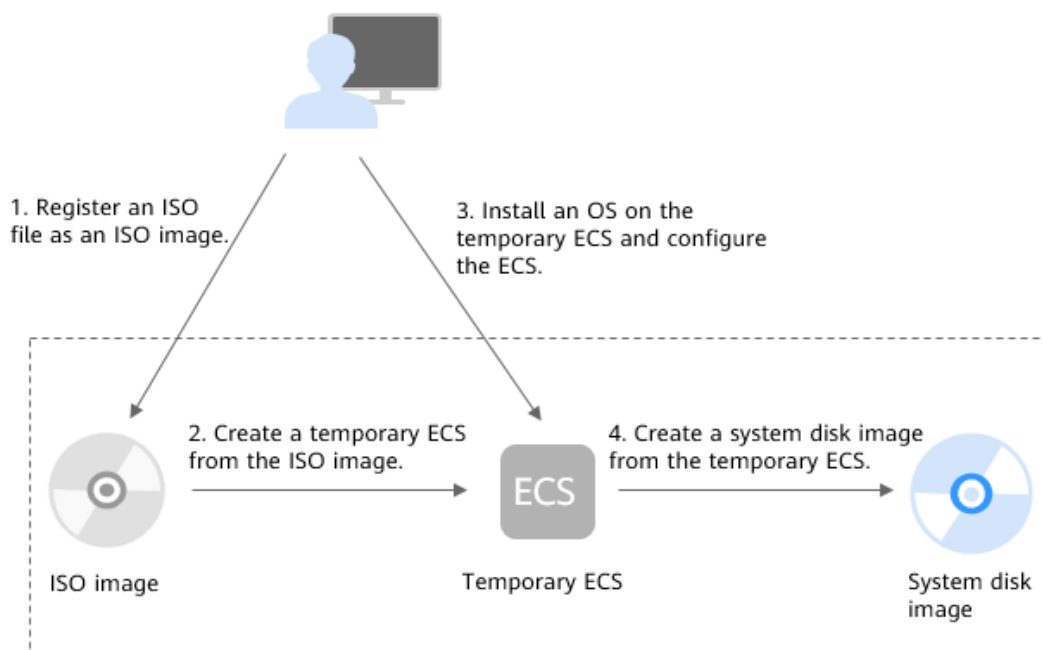 1. Register an ISO
file as an ISO image.
3. Install an OS on the
temporary ECS and configure
the ECS.
2. Create a temporary ECS
from the ISO image.
4. Create a system disk image
from the temporary ECS.
ECS
ISO image
Temporary ECS
System disk
image